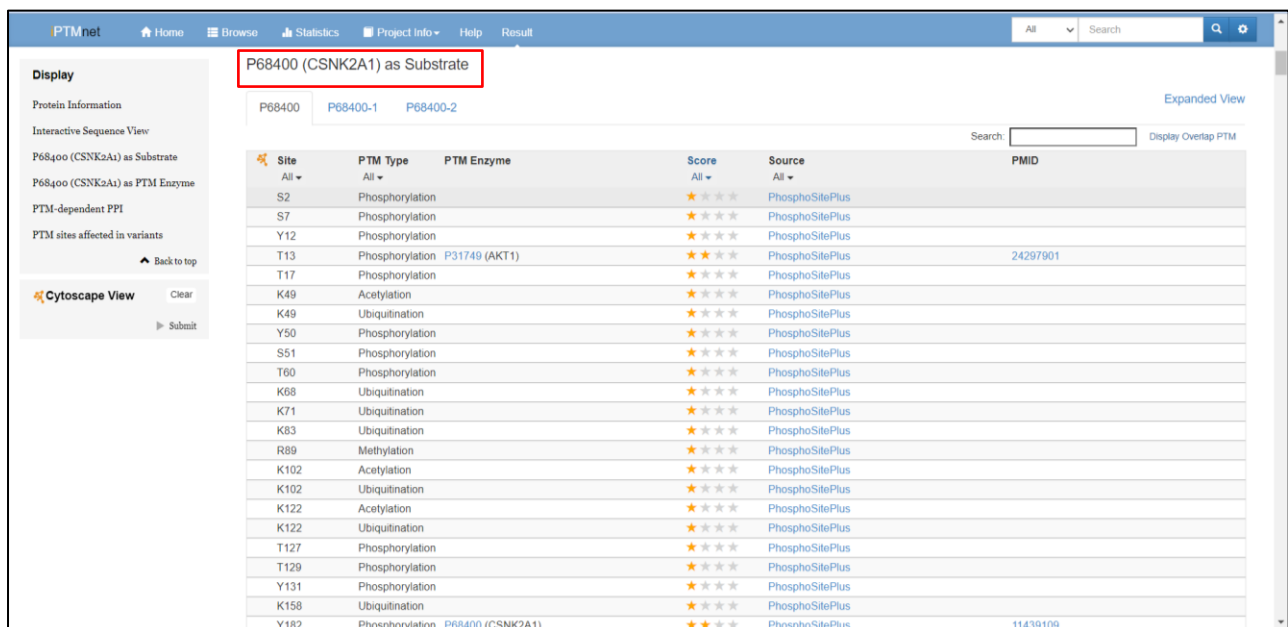 iPTMnet Home Browse Statistics Project Info Help Result All Search
Display
Protein Information
Interactive Sequence View
P68400 (CSNK2A1) as Substrate
P68400 (CSNK2A1) as PTM Enzyme
PTM-dependent PPI
PTM sites affected in variants
Back to top
Cytoscape View Clear
Submit
P68400 (CSNK2A1) as Substrate
P68400 P68400-1 P68400-2 Expanded View
Search: Display Overlap PTM
Site PTM Type PTM Enzyme Score Source PMID
All All All All
S2 Phosphorylation PhosphoSitePlus
S7 Phosphorylation PhosphoSitePlus
Y12 Phosphorylation PhosphoSitePlus
T13 Phosphorylation P31749 (AKT1) PhosphoSitePlus 24297901
T17 Phosphorylation PhosphoSitePlus
K49 Acetylation PhosphoSitePlus
K49 Ubiquitination PhosphoSitePlus
Y50 Phosphorylation PhosphoSitePlus
S51 Phosphorylation PhosphoSitePlus
T60 Phosphorylation PhosphoSitePlus
K68 Ubiquitination PhosphoSitePlus
K71 Ubiquitination PhosphoSitePlus
K83 Ubiquitination PhosphoSitePlus
R89 Methylation PhosphoSitePlus
K102 Acetylation PhosphoSitePlus
K102 Ubiquitination PhosphoSitePlus
K122 Acetylation PhosphoSitePlus
K122 Ubiquitination PhosphoSitePlus
T127 Phosphorylation PhosphoSitePlus
T129 Phosphorylation PhosphoSitePlus
Y131 Phosphorylation PhosphoSitePlus
K158 Ubiquitination PhosphoSitePlus
Y182 Phosphorylation P68400 (CSNK2A1) PhosphoSitePlus 11439109